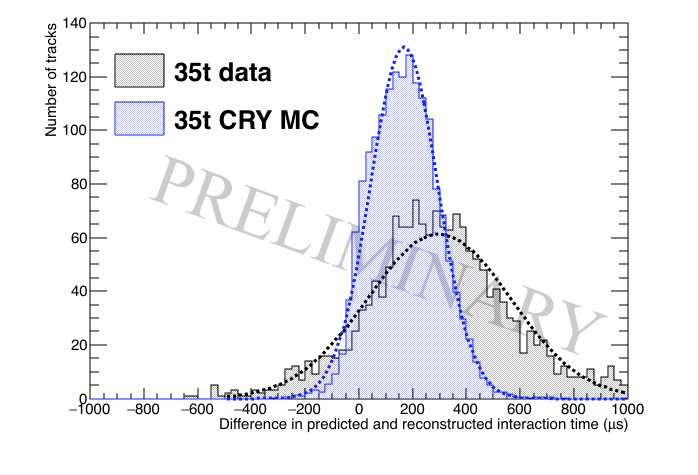 140
120
100
80
60
40
20
0
Number of tracks
35t data
35t CRY MC
PRELIMINARY
−1000 −800 −600 −400 −200 0 200 400 600 800 1000
Difference in predicted and reconstructed interaction time (μs)